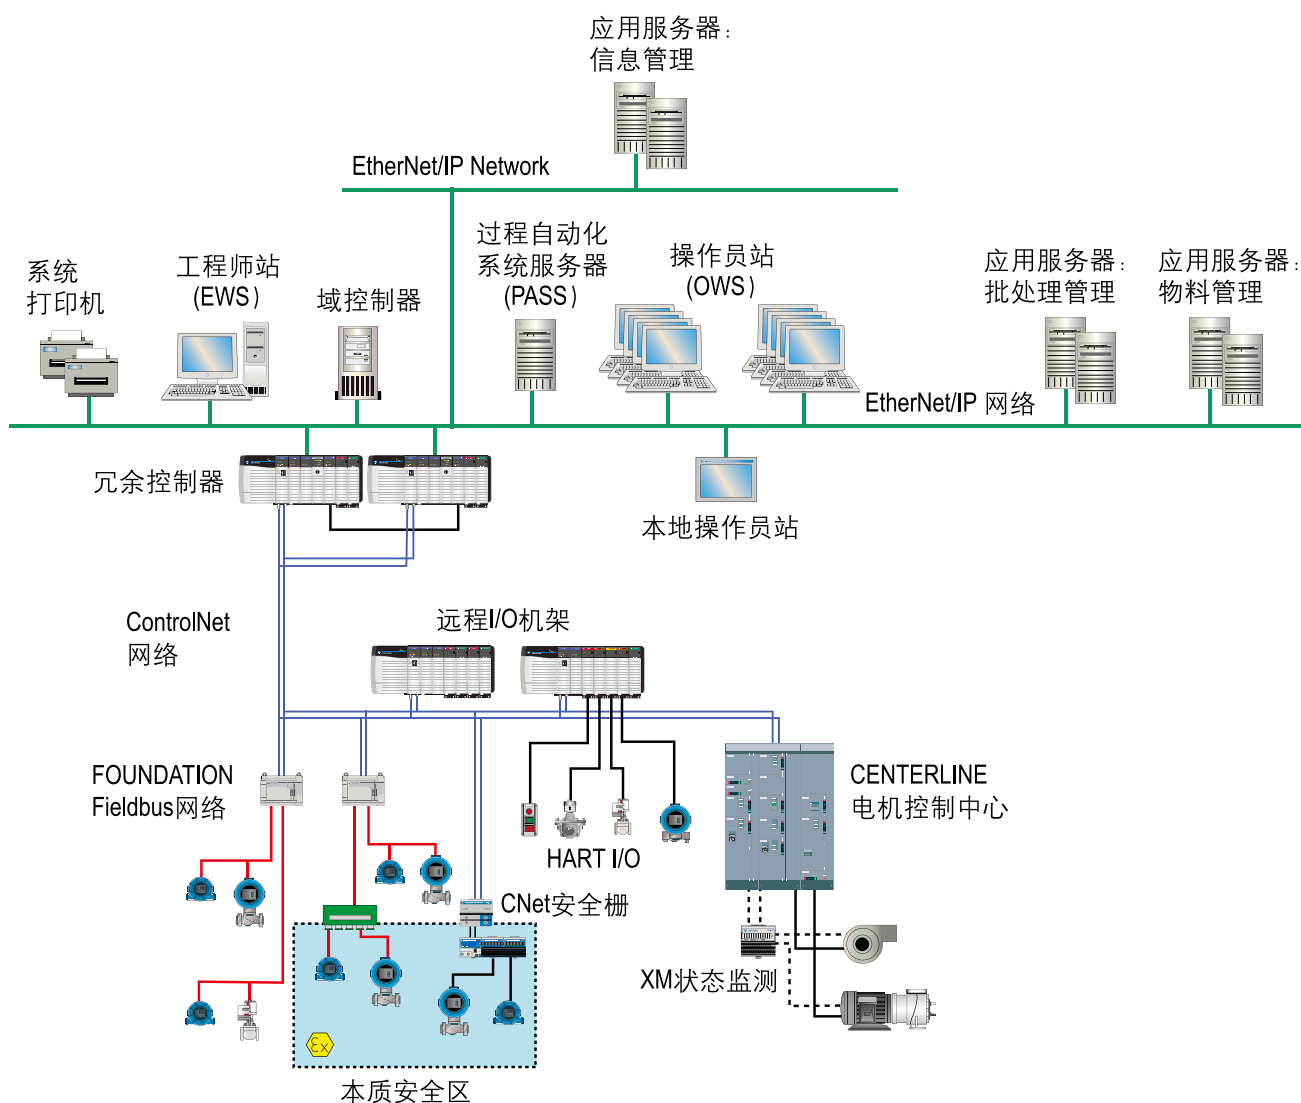 应用服务器：
信息管理
EtherNet/IP Network
系统
打印机
工程师站
(EWS)
域控制器
过程自动化
系统服务器
(PASS)
操作员站
(OWS)
应用服务器：
批处理管理
应用服务器：
物料管理
EtherNet/IP 网络
冗余控制器
本地操作员站
ControlNet
网络
远程I/O机架
FOUNDATION
Fieldbus网络
HART I/O
CENTERLINE
电机控制中心
CNet安全栅
XM状态监测
Ex
本质安全区